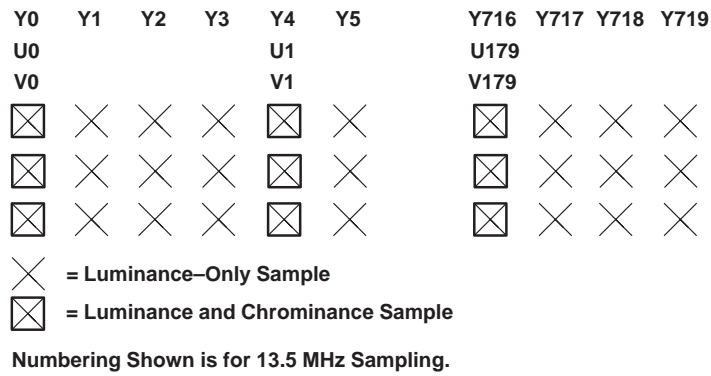 Y0 Y1 Y2 Y3 Y4 Y5 Y716 Y717 Y718 Y719
U0 U1 U179
V0 V1 V179
= Luminance–Only Sample
= Luminance and Chrominance Sample
Numbering Shown is for 13.5 MHz Sampling.